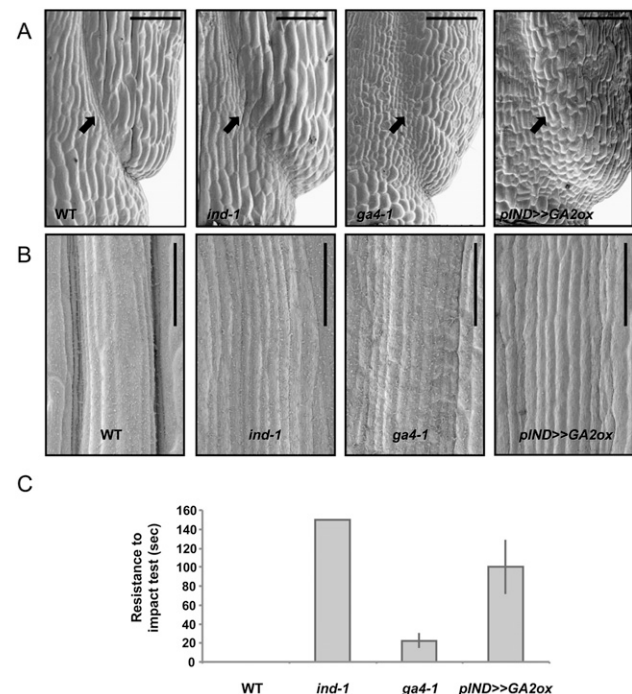 A
WT
ind-1
ga4-1
pIND>>GA2ox
B
WT
ind-1
ga4-1
pIND>>GA2ox
C
Resistance to
impact test (sec)
160
140
120
100
80
60
40
20
0
WT
ind-1
ga4-1
pIND>>GA2ox